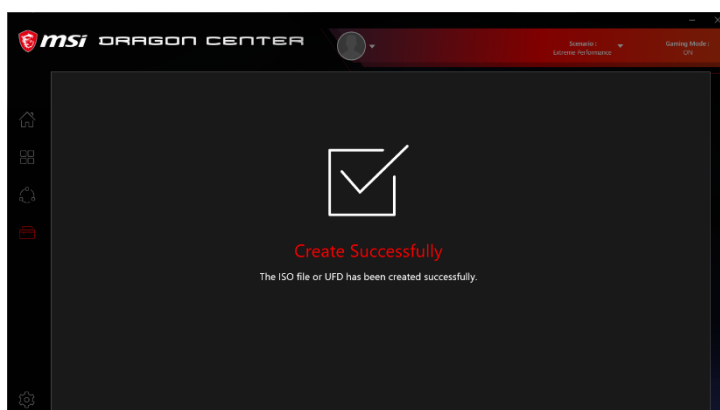 msi DRAGON CENTER
Scenario :
Extreme Performance
Gaming Mode :
ON
Create Successfully
The ISO file or UFD has been created successfully.